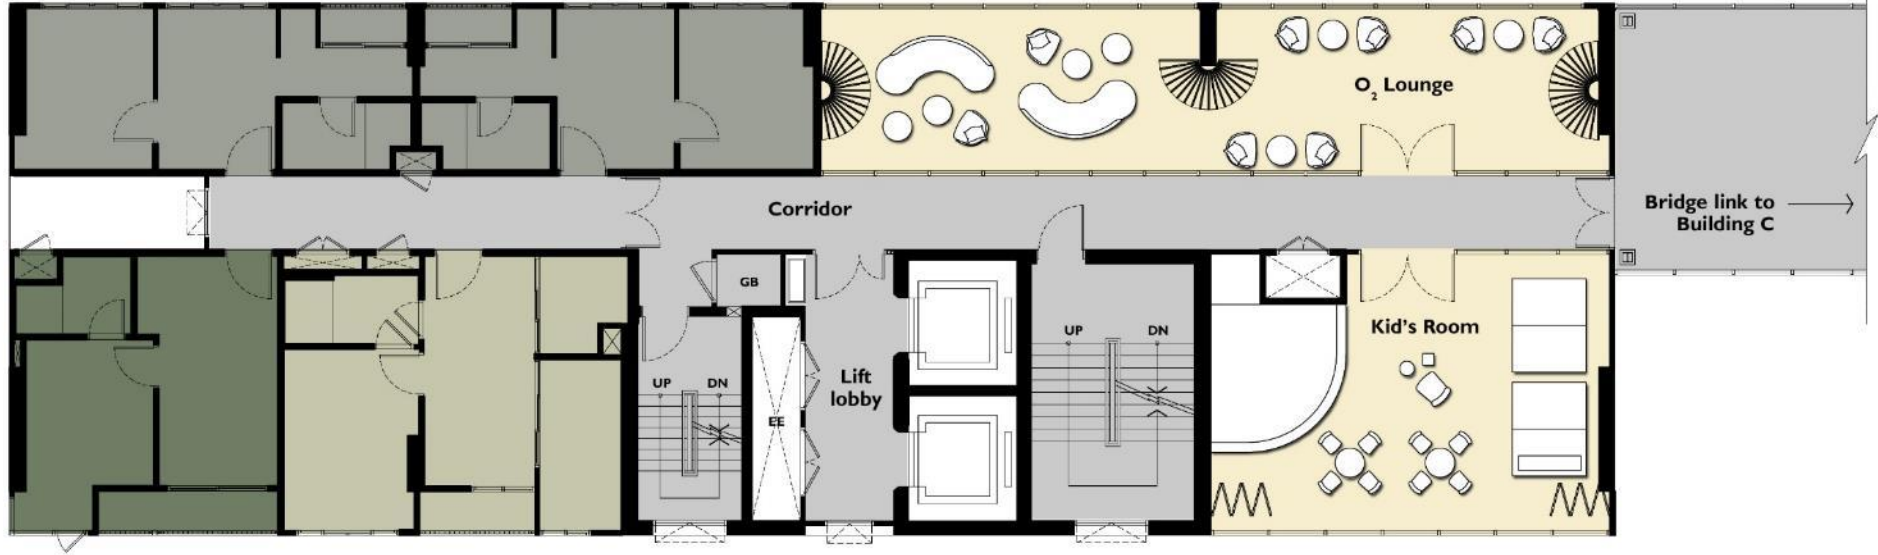 O₂ Lounge
Corridor
Bridge link to
Building C
GB
Kid's Room
UP
DN
UP
DN
Lift
lobby
EE